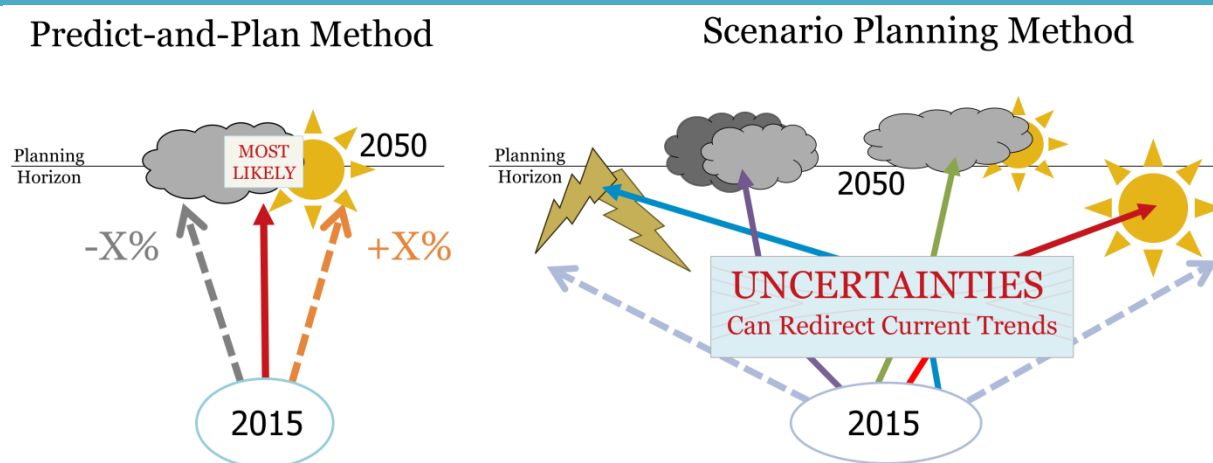 Predict-and-Plan Method
Planning
Horizon
MOST
LIKELY
2050
-X%
+X%
2015
Scenario Planning Method
Planning
Horizon
2050
UNCERTAINTIES
Can Redirect Current Trends
2015